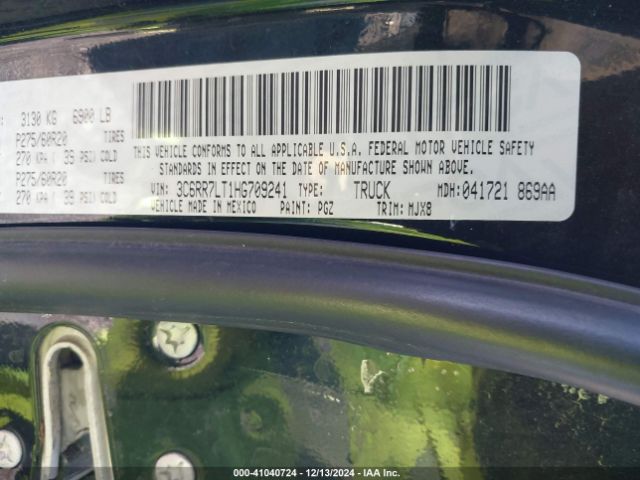 3130 KG 6900 LB
P275/60R20 TIRES
270 KPA / 39 PSI COLD
P275/60R20 TIRES
270 KPA / 39 PSI COLD
THIS VEHICLE CONFORMS TO ALL APPLICABLE U.S.A. FEDERAL MOTOR VEHICLE SAFETY
STANDARDS IN EFFECT ON THE DATE OF MANUFACTURE SHOWN ABOVE.
VIN: 3C6RR7LT1HG709241 TYPE: TRUCK MDH: 041721 869AA
VEHICLE MADE IN MEXICO PAINT: PGZ TRIM: MJX8
000-41040724 - 12/13/2024 - IAA Inc.